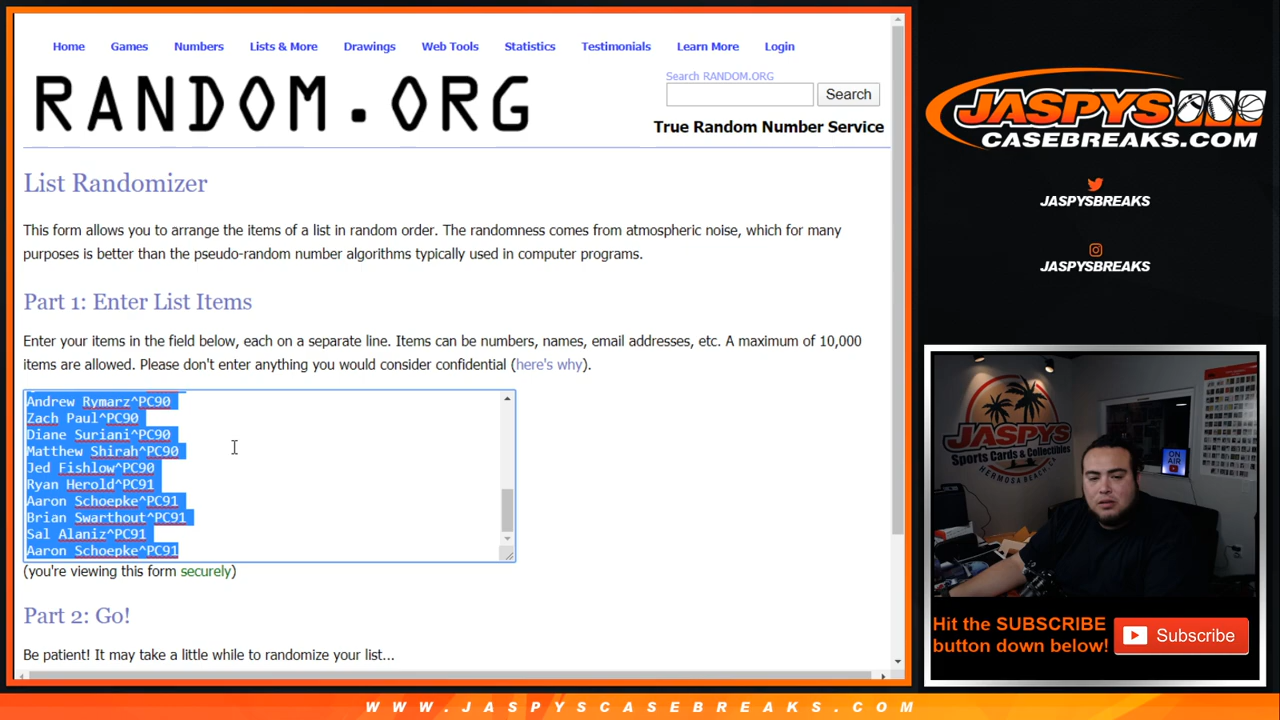 Home Games Numbers Lists & More Drawings Web Tools Statistics Testimonials Learn More Login
RANDOM.ORG
Search RANDOM.ORG
Search
True Random Number Service
List Randomizer
This form allows you to arrange the items of a list in random order. The randomness comes from atmospheric noise, which for many
purposes is better than the pseudo-random number algorithms typically used in computer programs.
Part 1: Enter List Items
Enter your items in the field below, each on a separate line. Items can be numbers, names, email addresses, etc. A maximum of 10,000
items are allowed. Please don't enter anything you would consider confidential (here's why).
Andrew Rymarz^PC90
Zach Paul^PC90
Diane Suriani^PC90
Matthew Shirah^PC90
Jed Fishlow^PC90
Ryan Herold^PC91
Aaron Schoepke^PC91
Brian Swarthout^PC91
Sal Alaniz^PC91
Aaron Schoepke^PC91
(you're viewing this form securely)
Part 2: Go!
Be patient! It may take a little while to randomize your list...
JASPYS
CASEBREAKS.COM
JASPYSBREAKS
JASPYSBREAKS
JASPYS
Sports Cards & Collectibles
HERMOSA BEACH, CA
ON
AIR
Hit the SUBSCRIBE
button down below!
Subscribe
WWW.JASPYSCASEBREAKS.COM